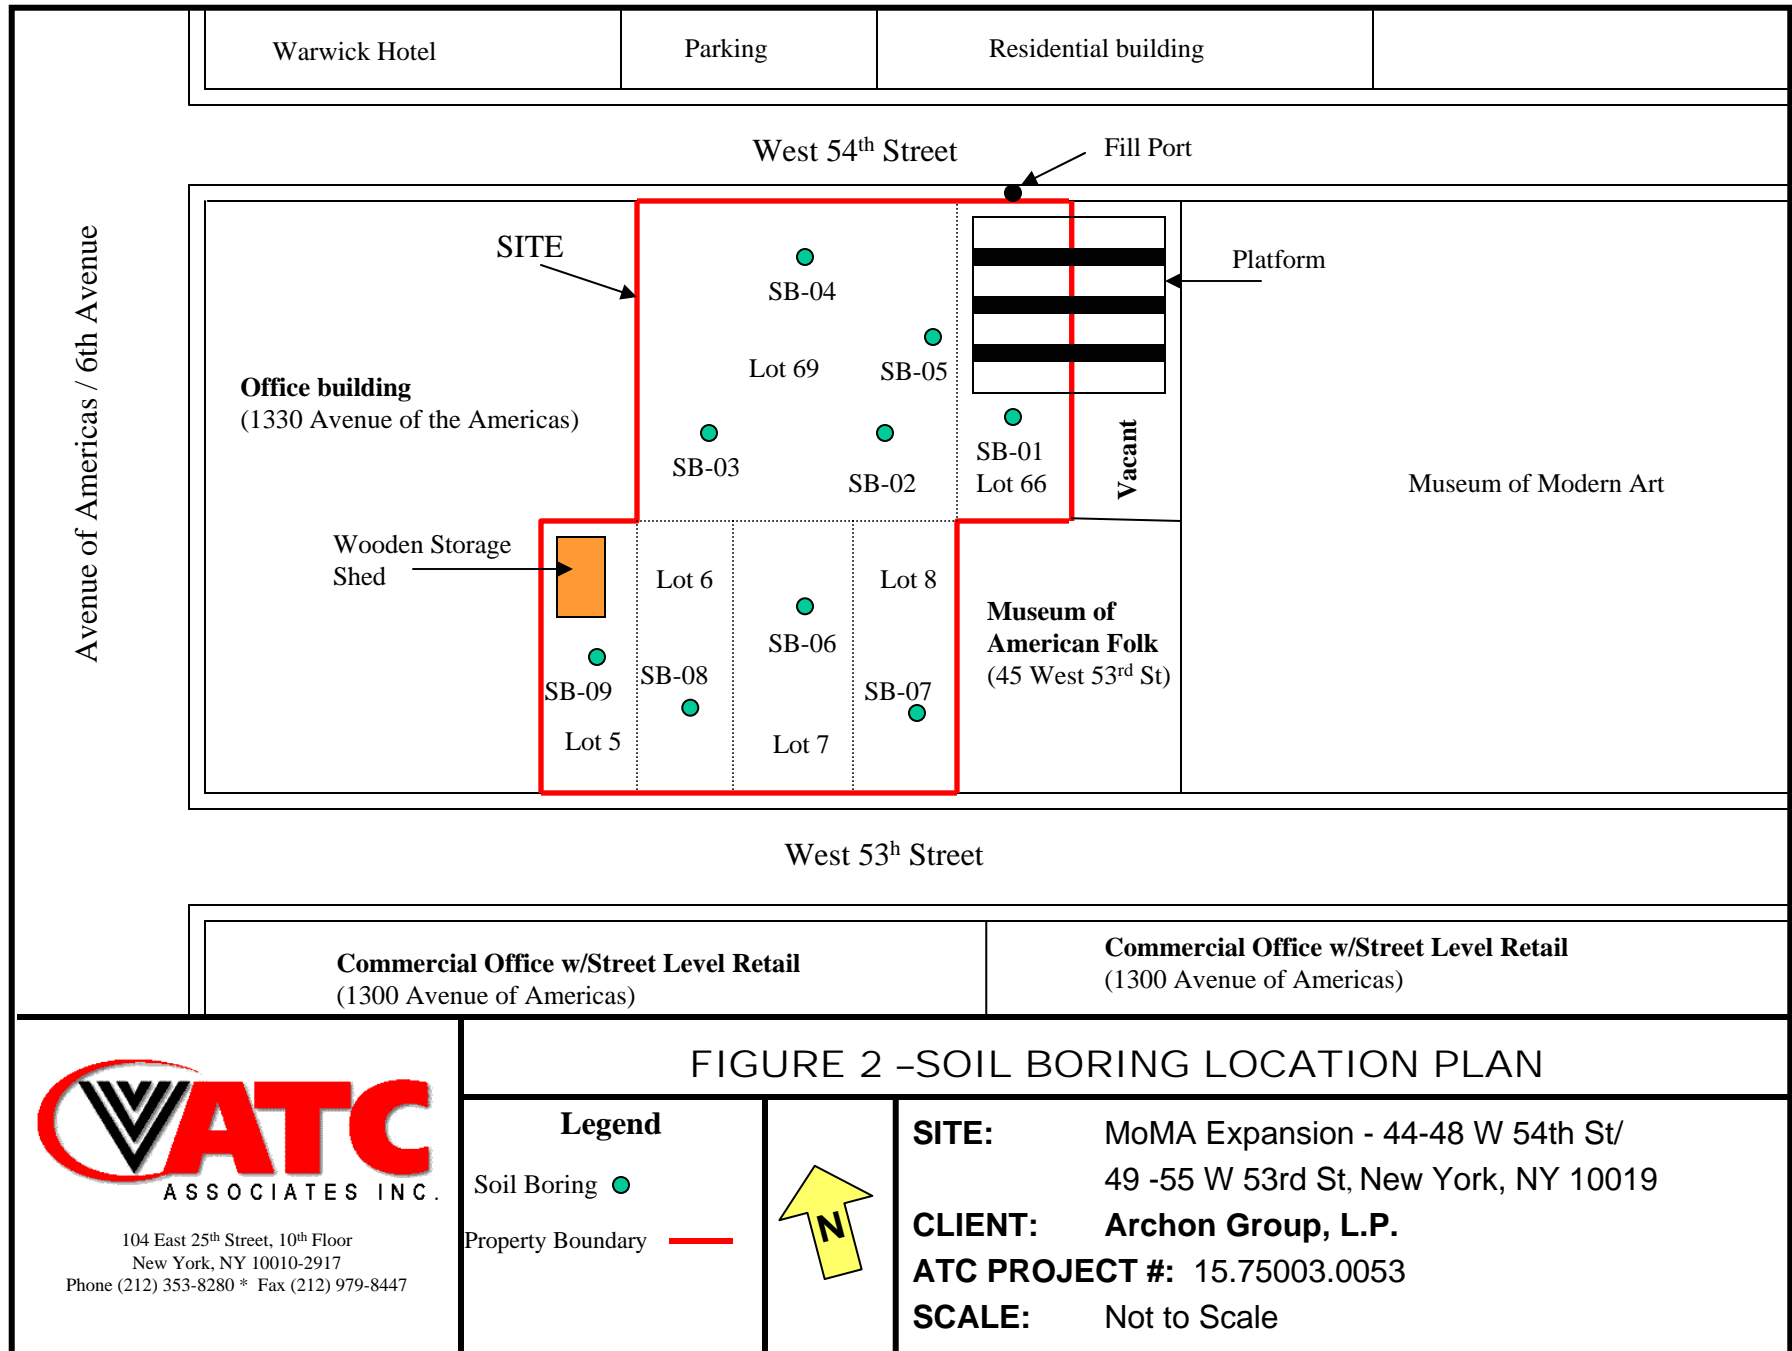 Warwick Hotel
Parking
Residential building
West 54th Street
Fill Port
SITE
Platform
SB-04
Lot 69
SB-05
Office building
(1330 Avenue of the Americas)
SB-03
SB-02
SB-01
Lot 66
Vacant
Museum of Modern Art
Avenue of Americas / 6th Avenue
Wooden Storage
Shed
Lot 6
Lot 8
SB-06
Museum of
American Folk
(45 West 53rd St)
SB-09
SB-08
SB-07
Lot 5
Lot 7
West 53h Street
Commercial Office w/Street Level Retail
(1300 Avenue of Americas)
Commercial Office w/Street Level Retail
(1300 Avenue of Americas)
ATC
ASSOCIATES INC.
104 East 25th Street, 10th Floor
New York, NY 10010-2917
Phone (212) 353-8280 * Fax (212) 979-8447
FIGURE 2 –SOIL BORING LOCATION PLAN
Legend
Soil Boring
Property Boundary
N
SITE: MoMA Expansion - 44-48 W 54th St/
49 -55 W 53rd St, New York, NY 10019
CLIENT: Archon Group, L.P.
ATC PROJECT #: 15.75003.0053
SCALE: Not to Scale